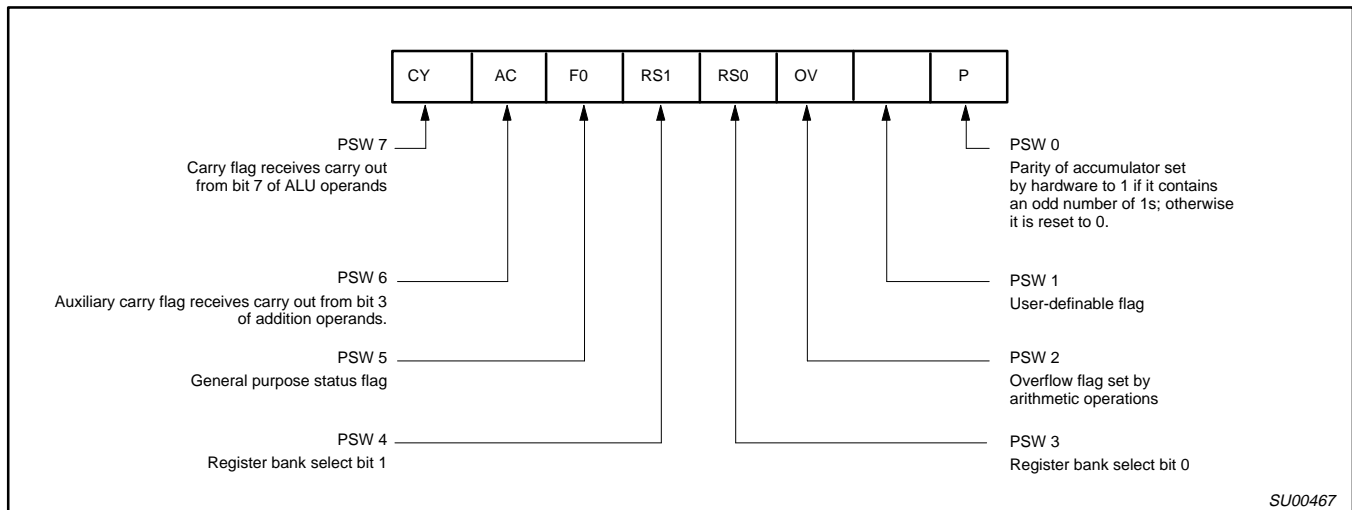 CY AC F0 RS1 RS0 OV P
PSW 7
Carry flag receives carry out
from bit 7 of ALU operands
PSW 0
Parity of accumulator set
by hardware to 1 if it contains
an odd number of 1s; otherwise
it is reset to 0.
PSW 6
Auxiliary carry flag receives carry out from bit 3
of addition operands.
PSW 1
User-definable flag
PSW 5
General purpose status flag
PSW 2
Overflow flag set by
arithmetic operations
PSW 4
Register bank select bit 1
PSW 3
Register bank select bit 0
SU00467